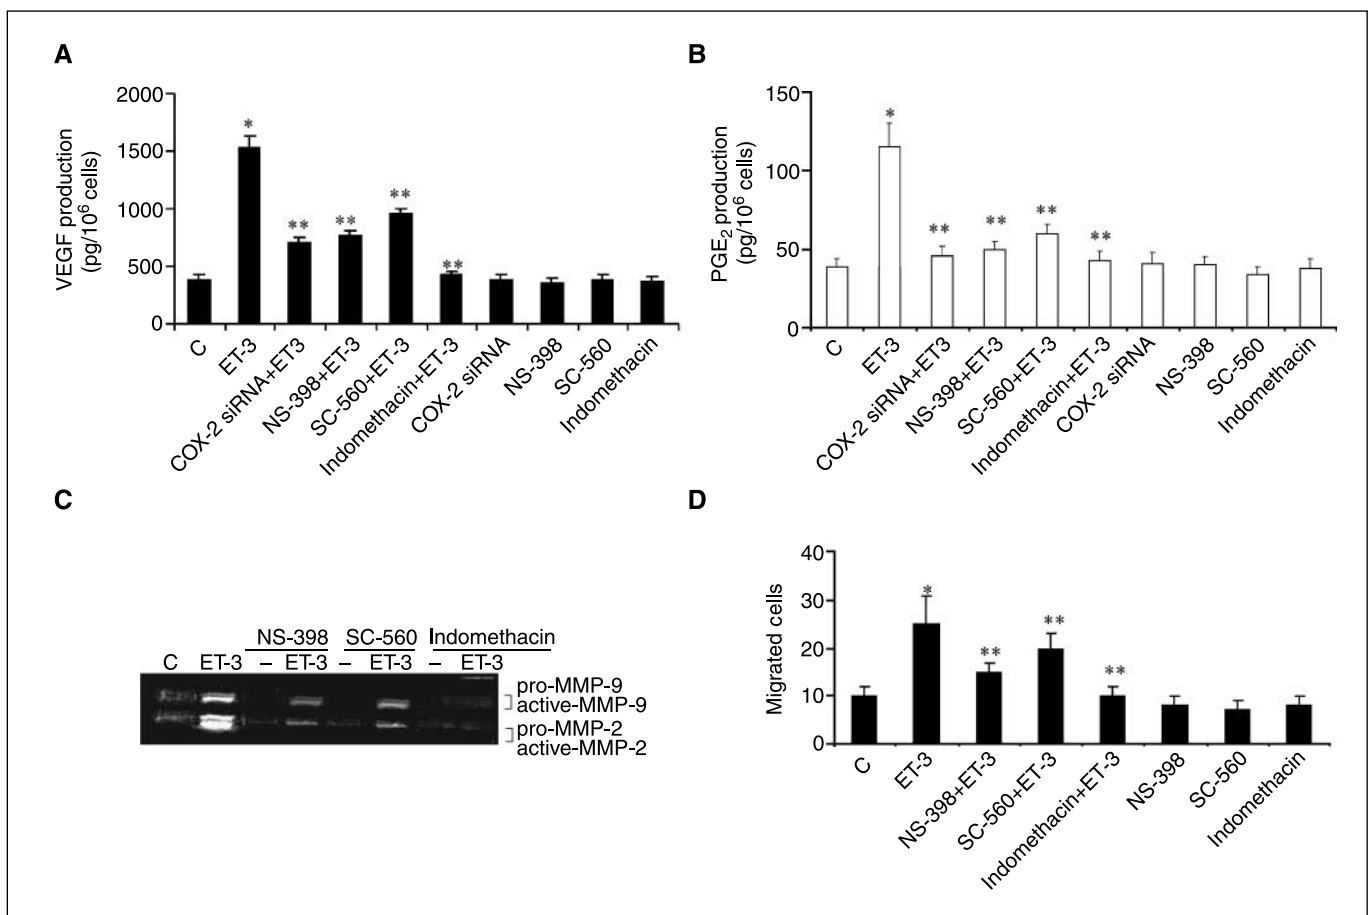 A
VEGF production
(pg/10⁶ cells)
2000
1500
1000
500
0
*
**
**
**
**
C
ET-3
COX-2 siRNA+ET3
NS-398+ET-3
SC-560+ET-3
Indomethacin+ET-3
COX-2 siRNA
NS-398
SC-560
Indomethacin
B
PGE₂ production
(pg/10⁶ cells)
150
100
50
0
*
**
**
**
**
C
ET-3
COX-2 siRNA+ET3
NS-398+ET-3
SC-560+ET-3
Indomethacin+ET-3
COX-2 siRNA
NS-398
SC-560
Indomethacin
C
NS-398 SC-560 Indomethacin
C ET-3 – ET-3 – ET-3 – ET-3
pro-MMP-9
active-MMP-9
pro-MMP-2
active-MMP-2
D
Migrated cells
40
30
20
10
0
*
**
**
**
C
ET-3
NS-398+ET-3
SC-560+ET-3
Indomethacin+ET-3
NS-398
SC-560
Indomethacin